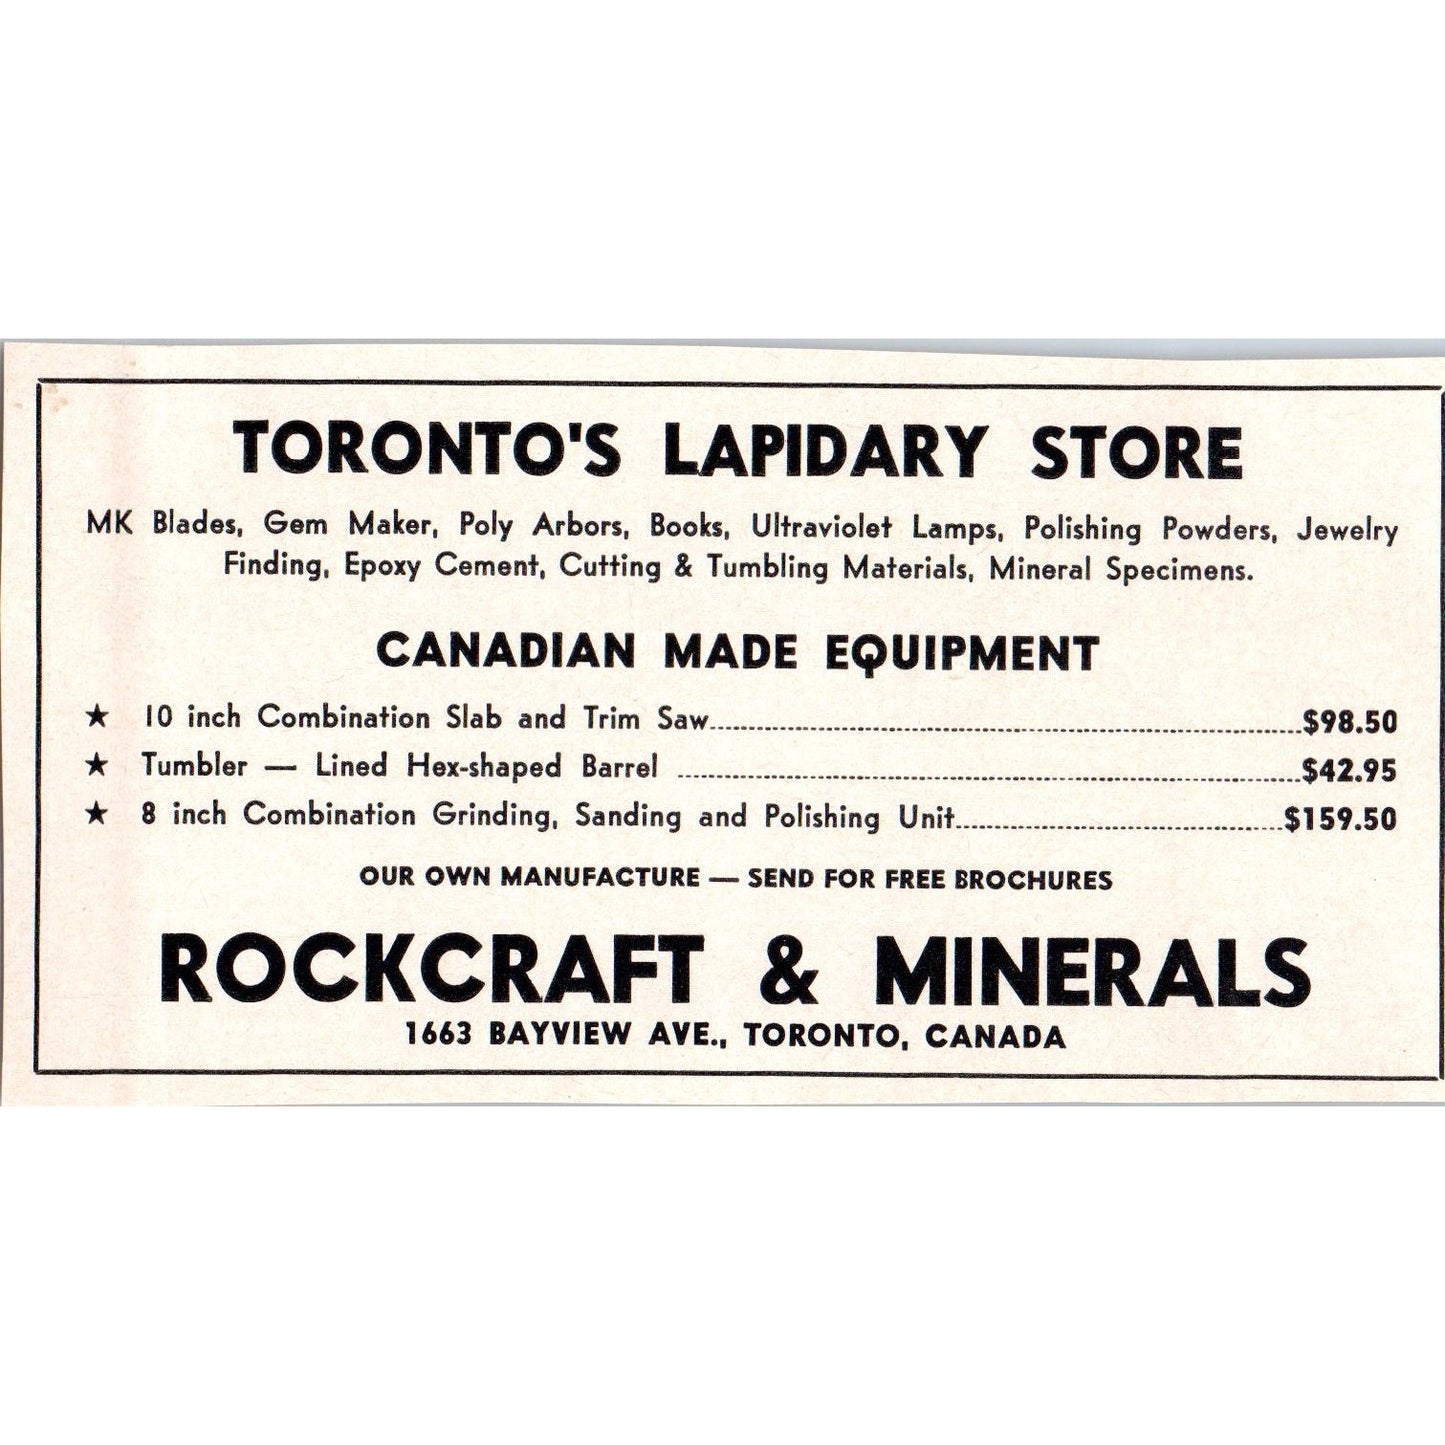 TORONTO'S LAPIDARY STORE
MK Blades, Gem Maker, Poly Arbors, Books, Ultraviolet Lamps, Polishing Powders, Jewelry
Finding, Epoxy Cement, Cutting & Tumbling Materials, Mineral Specimens.
CANADIAN MADE EQUIPMENT
★ 10 inch Combination Slab and Trim Saw........$98.50
★ Tumbler — Lined Hex-shaped Barrel ........$42.95
★ 8 inch Combination Grinding, Sanding and Polishing Unit........$159.50
OUR OWN MANUFACTURE — SEND FOR FREE BROCHURES
ROCKCRAFT & MINERALS
1663 BAYVIEW AVE., TORONTO, CANADA